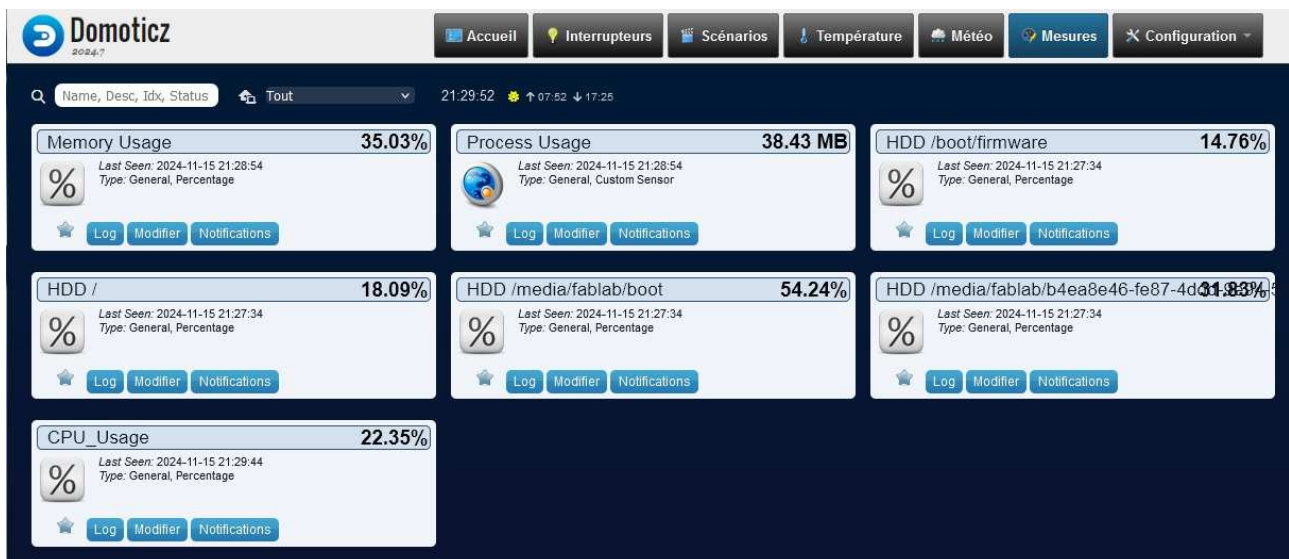 Domoticz
2024.7
Accueil Interrupteurs Scénarios Température Météo Mesures Configuration
Name, Desc, Idx, Status Tout 21:29:52 ↑ 07:52 ↓ 17:25
Memory Usage 35.03%
Last Seen: 2024-11-15 21:28:54
Type: General, Percentage
Log Modifier Notifications
Process Usage 38.43 MB
Last Seen: 2024-11-15 21:28:54
Type: General, Custom Sensor
Log Modifier Notifications
HDD /boot/firmware 14.76%
Last Seen: 2024-11-15 21:27:34
Type: General, Percentage
Log Modifier Notifications
HDD / 18.09%
Last Seen: 2024-11-15 21:27:34
Type: General, Percentage
Log Modifier Notifications
HDD /media/fablab/boot 54.24%
Last Seen: 2024-11-15 21:27:34
Type: General, Percentage
Log Modifier Notifications
HDD 31.83%
Last Seen: 2024-11-15 21:27:34
Type: General, Percentage
Log Modifier Notifications
CPU_Usage 22.35%
Last Seen: 2024-11-15 21:29:44
Type: General, Percentage
Log Modifier Notifications